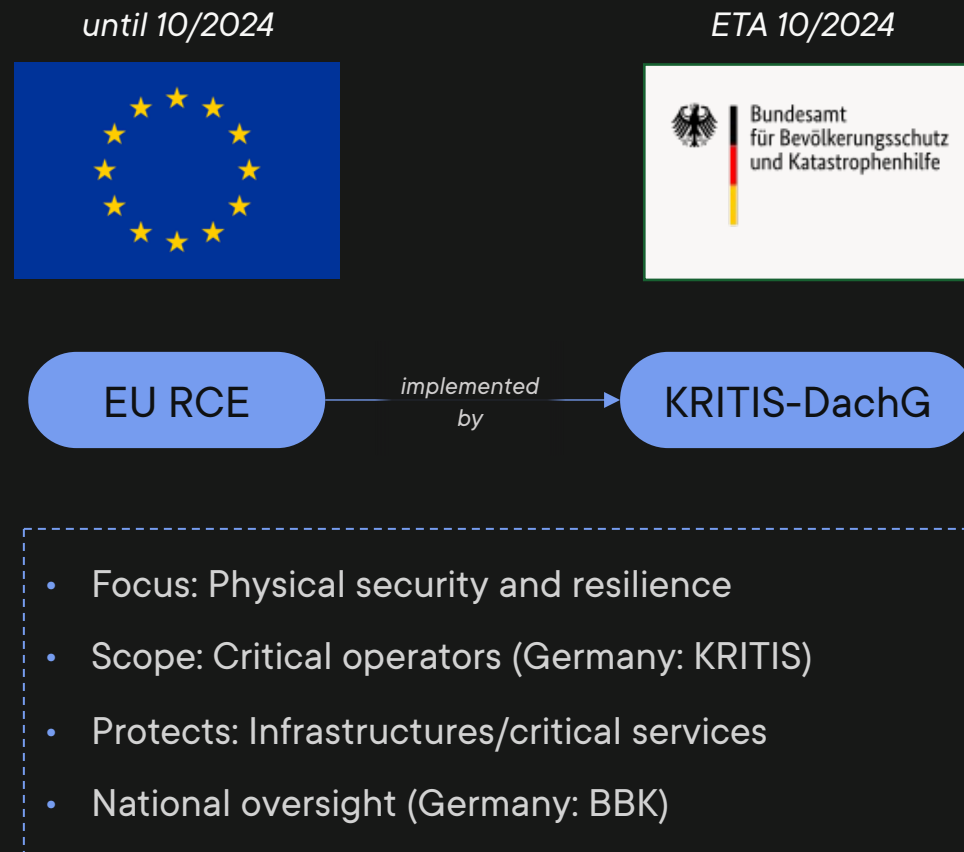 until 10/2024
ETA 10/2024
Bundesamt
für Bevölkerungsschutz
und Katastrophenhilfe
EU RCE
implemented
by
KRITIS-DachG
• Focus: Physical security and resilience
• Scope: Critical operators (Germany: KRITIS)
• Protects: Infrastructures/critical services
• National oversight (Germany: BBK)